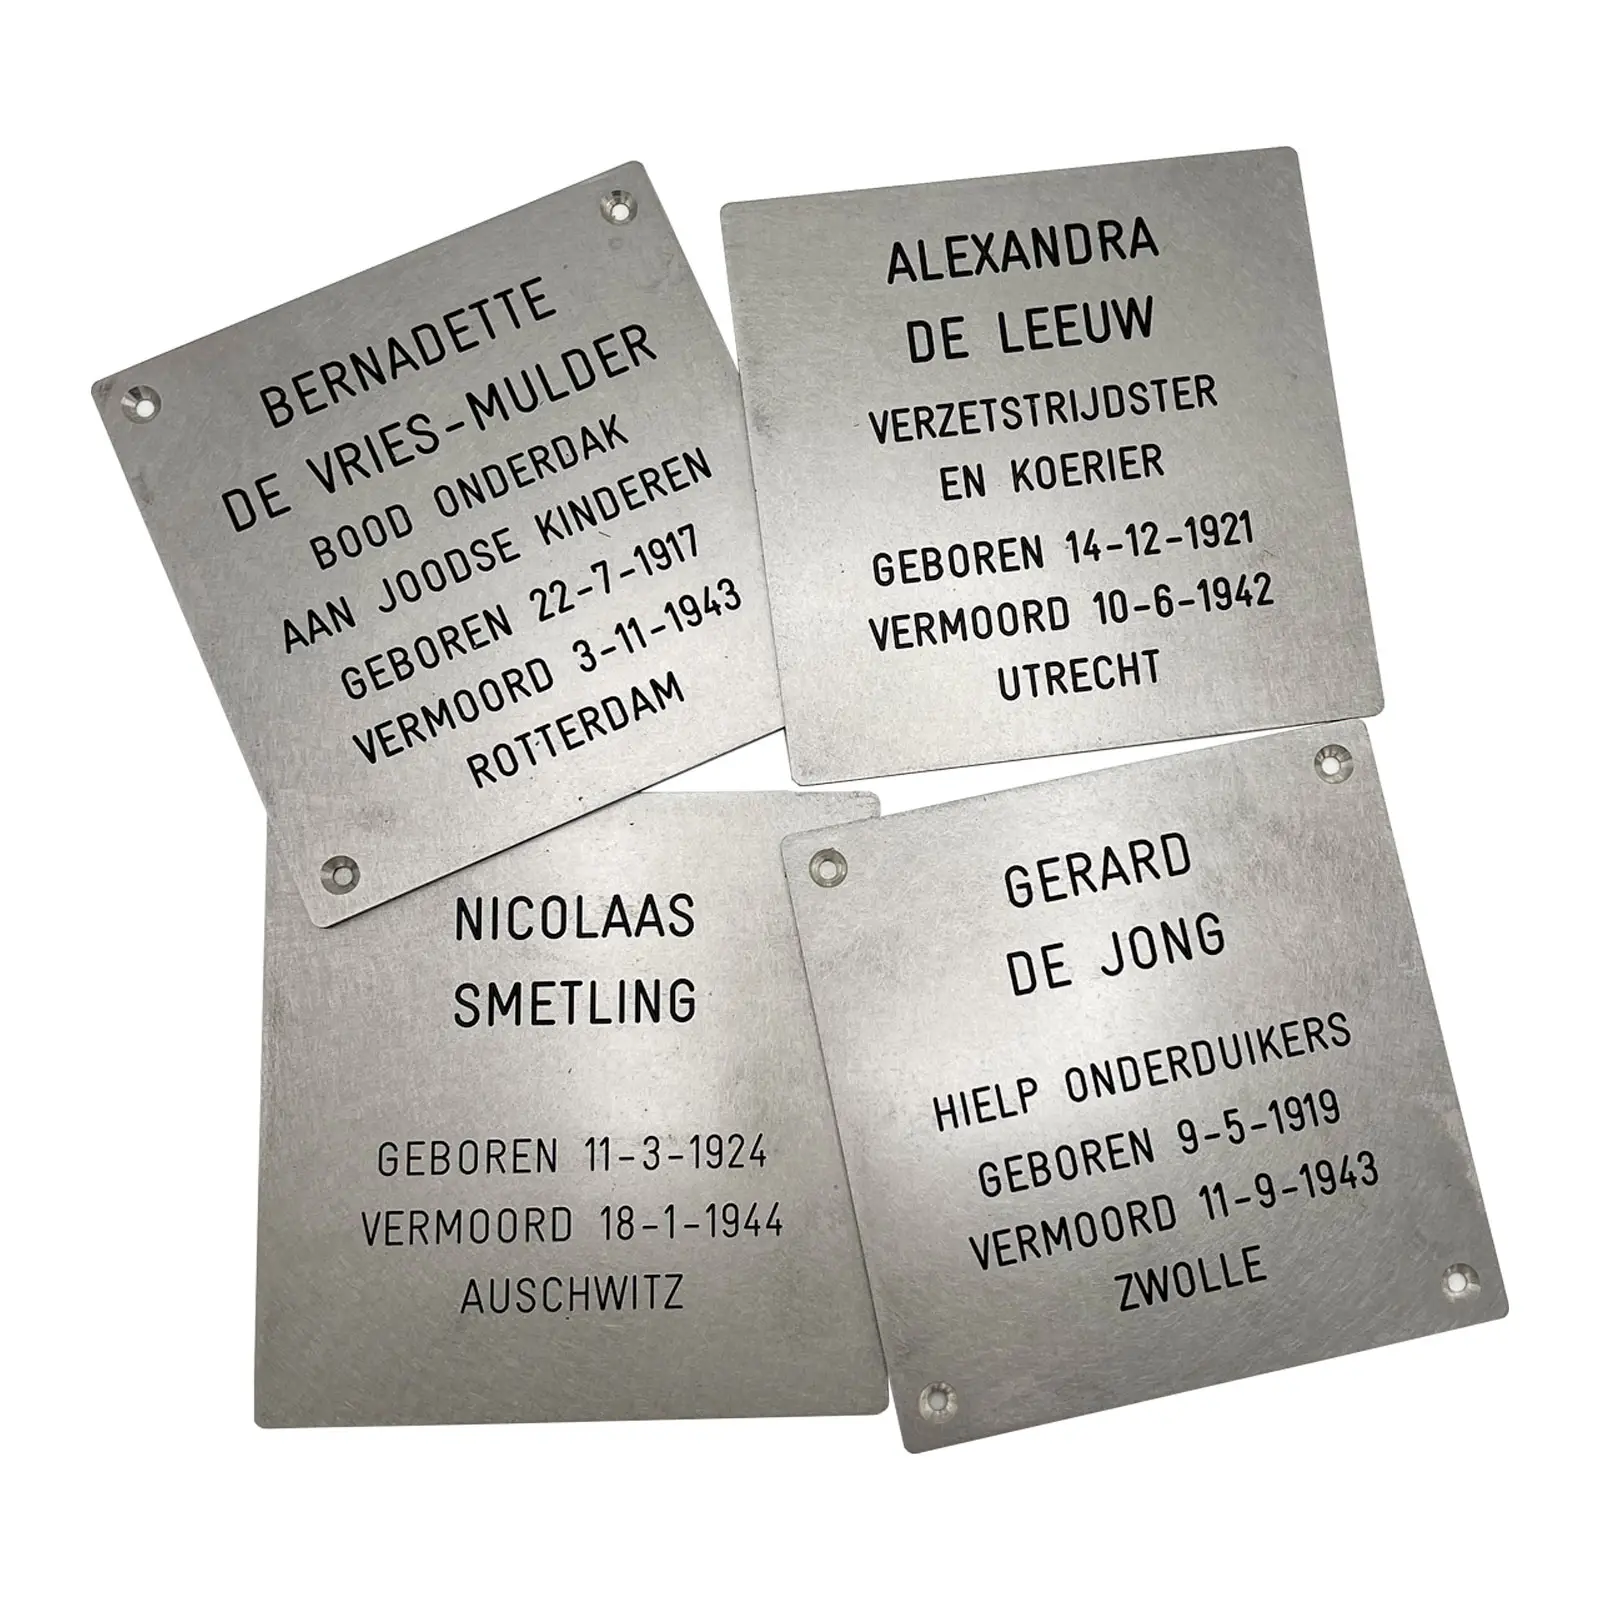 BERNADETTE
DE VRIES-MULDER
BOOD ONDERDAK
AAN JOODSE KINDEREN
GEBOREN 22-7-1917
VERMOORD 3-11-1943
ROTTERDAM
ALEXANDRA
DE LEEUW
VERZETSTRIJDSTER
EN KOERIER
GEBOREN 14-12-1921
VERMOORD 10-6-1942
UTRECHT
NICOLAAS
SMETLING
GEBOREN 11-3-1924
VERMOORD 18-1-1944
AUSCHWITZ
GERARD
DE JONG
HIELP ONDERDUIKERS
GEBOREN 9-5-1919
VERMOORD 11-9-1943
ZWOLLE